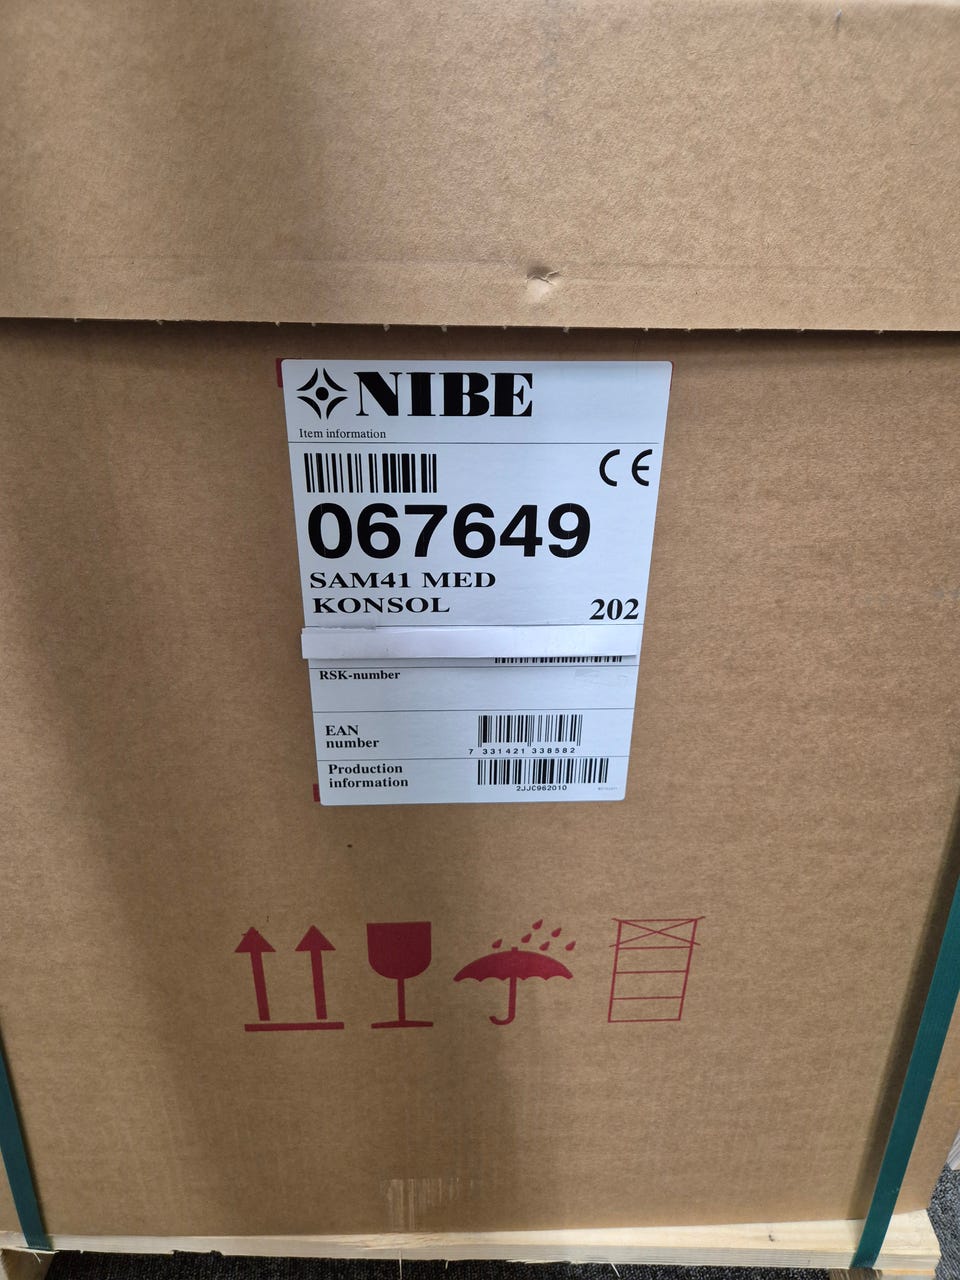 NIBE
Item information
CE
067649
SAM41 MED
KONSOL
202
RSK-number
EAN
number
7 331421 338582
Production
information
2JJC962010